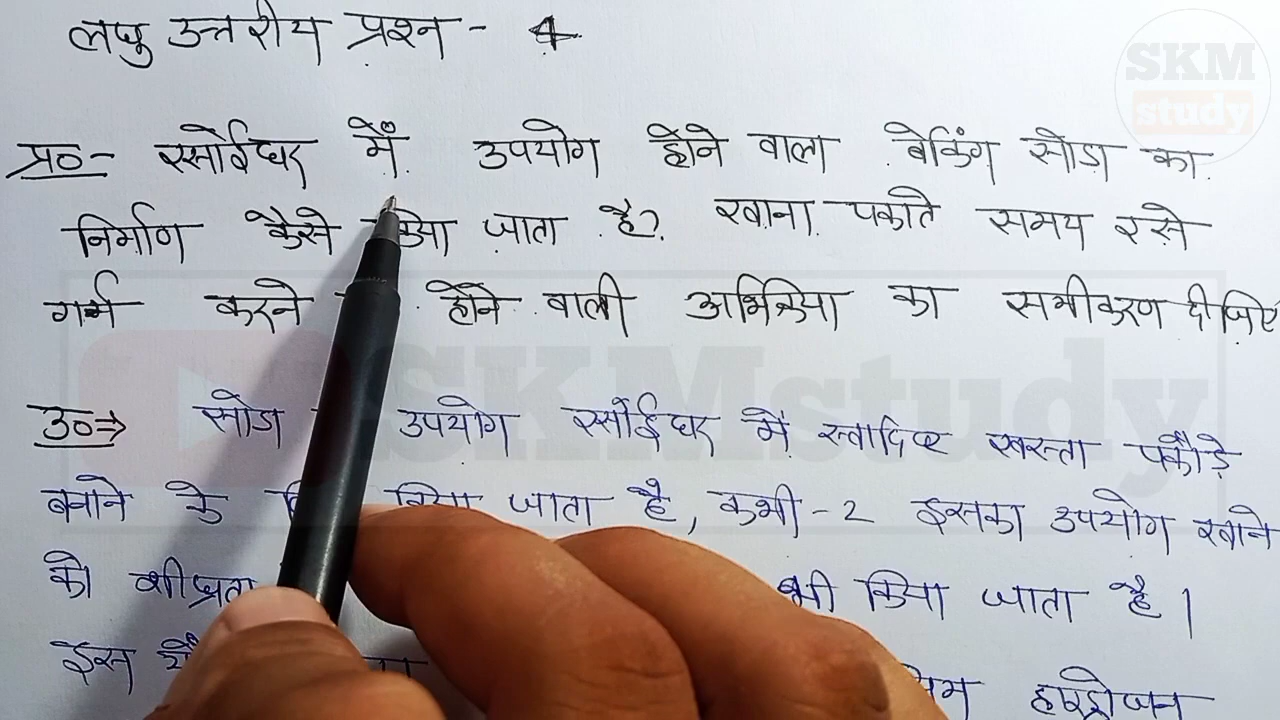 लघु उत्तरीय प्रश्न - 4
SKM
study
प्र०- रसोईघर में उपयोग होने वाला बेकिंग सोडा का
निर्माण कैसे किया जाता है? खाना पकाते समय इसे
गर्म करने होने वाली अभिक्रिया का समीकरण दीजिए
SKMstudy
उ०⇒ सोडा उपयोग रसोईघर में स्वादिष्ट खस्ता पकौड़े
बनाने के किया जाता है, कभी-2 इसका उपयोग खाने
को शीघ्रता भी किया जाता है।
इस हाइड्रोजन